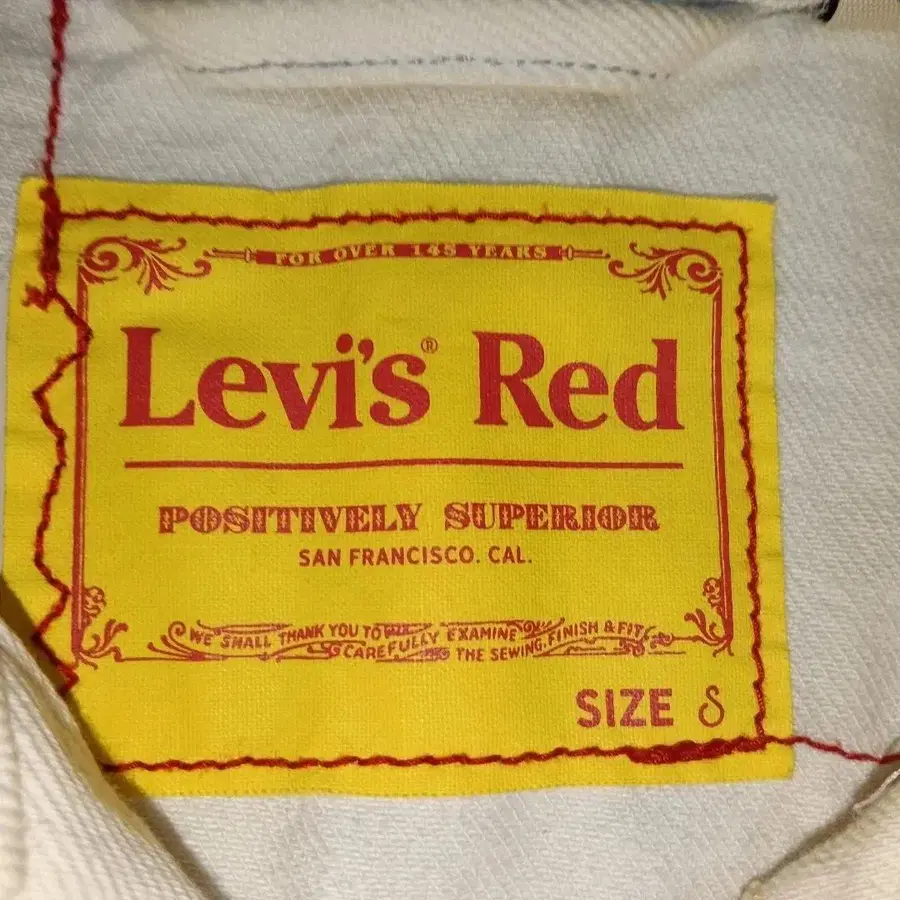 FOR OVER 145 YEARS
Levi's® Red
POSITIVELY SUPERIOR
SAN FRANCISCO. CAL.
WE SHALL THANK YOU TO
CAREFULLY EXAMINE
THE SEWING, FINISH & FIT
SIZE S